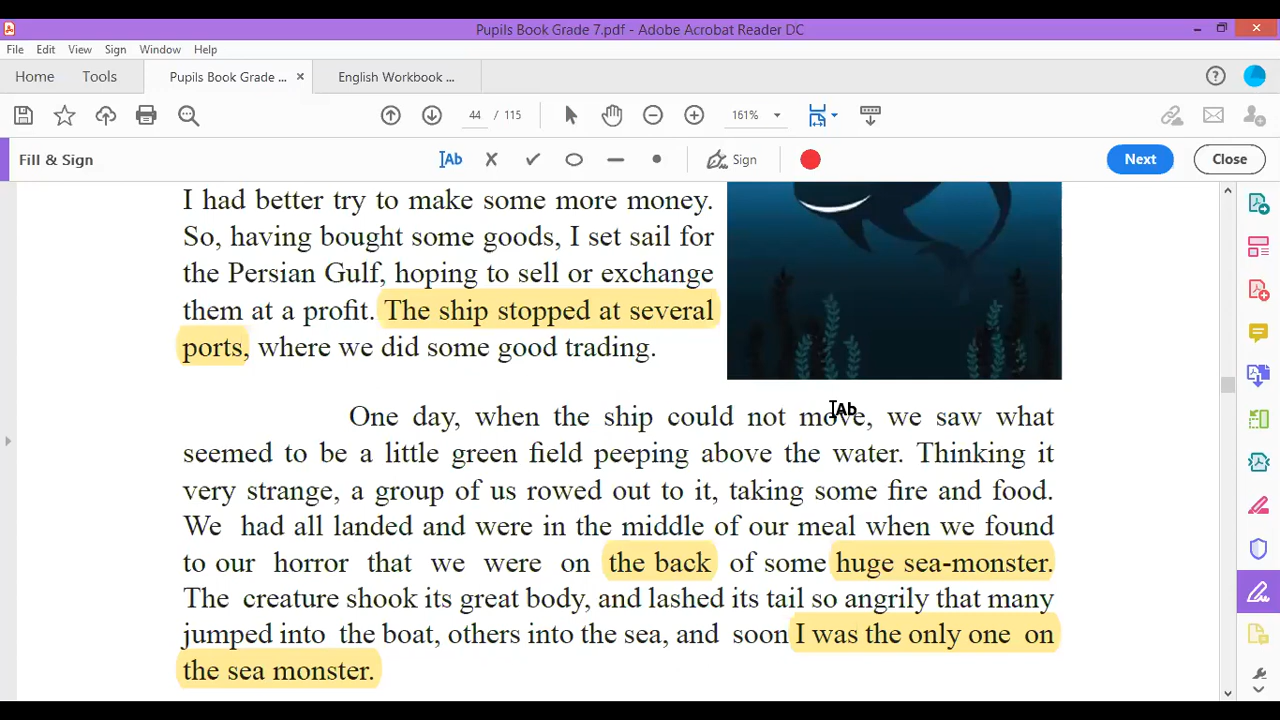 Pupils Book Grade 7.pdf - Adobe Acrobat Reader DC
File Edit View Sign Window Help
Home Tools Pupils Book Grade ... × English Workbook ...
44 / 115 161%
Fill & Sign Ab Sign Next Close
I had better try to make some more money.
So, having bought some goods, I set sail for
the Persian Gulf, hoping to sell or exchange
them at a profit. The ship stopped at several
ports, where we did some good trading.
One day, when the ship could not move, we saw what
seemed to be a little green field peeping above the water. Thinking it
very strange, a group of us rowed out to it, taking some fire and food.
We had all landed and were in the middle of our meal when we found
to our horror that we were on the back of some huge sea-monster.
The creature shook its great body, and lashed its tail so angrily that many
jumped into the boat, others into the sea, and soon I was the only one on
the sea monster.